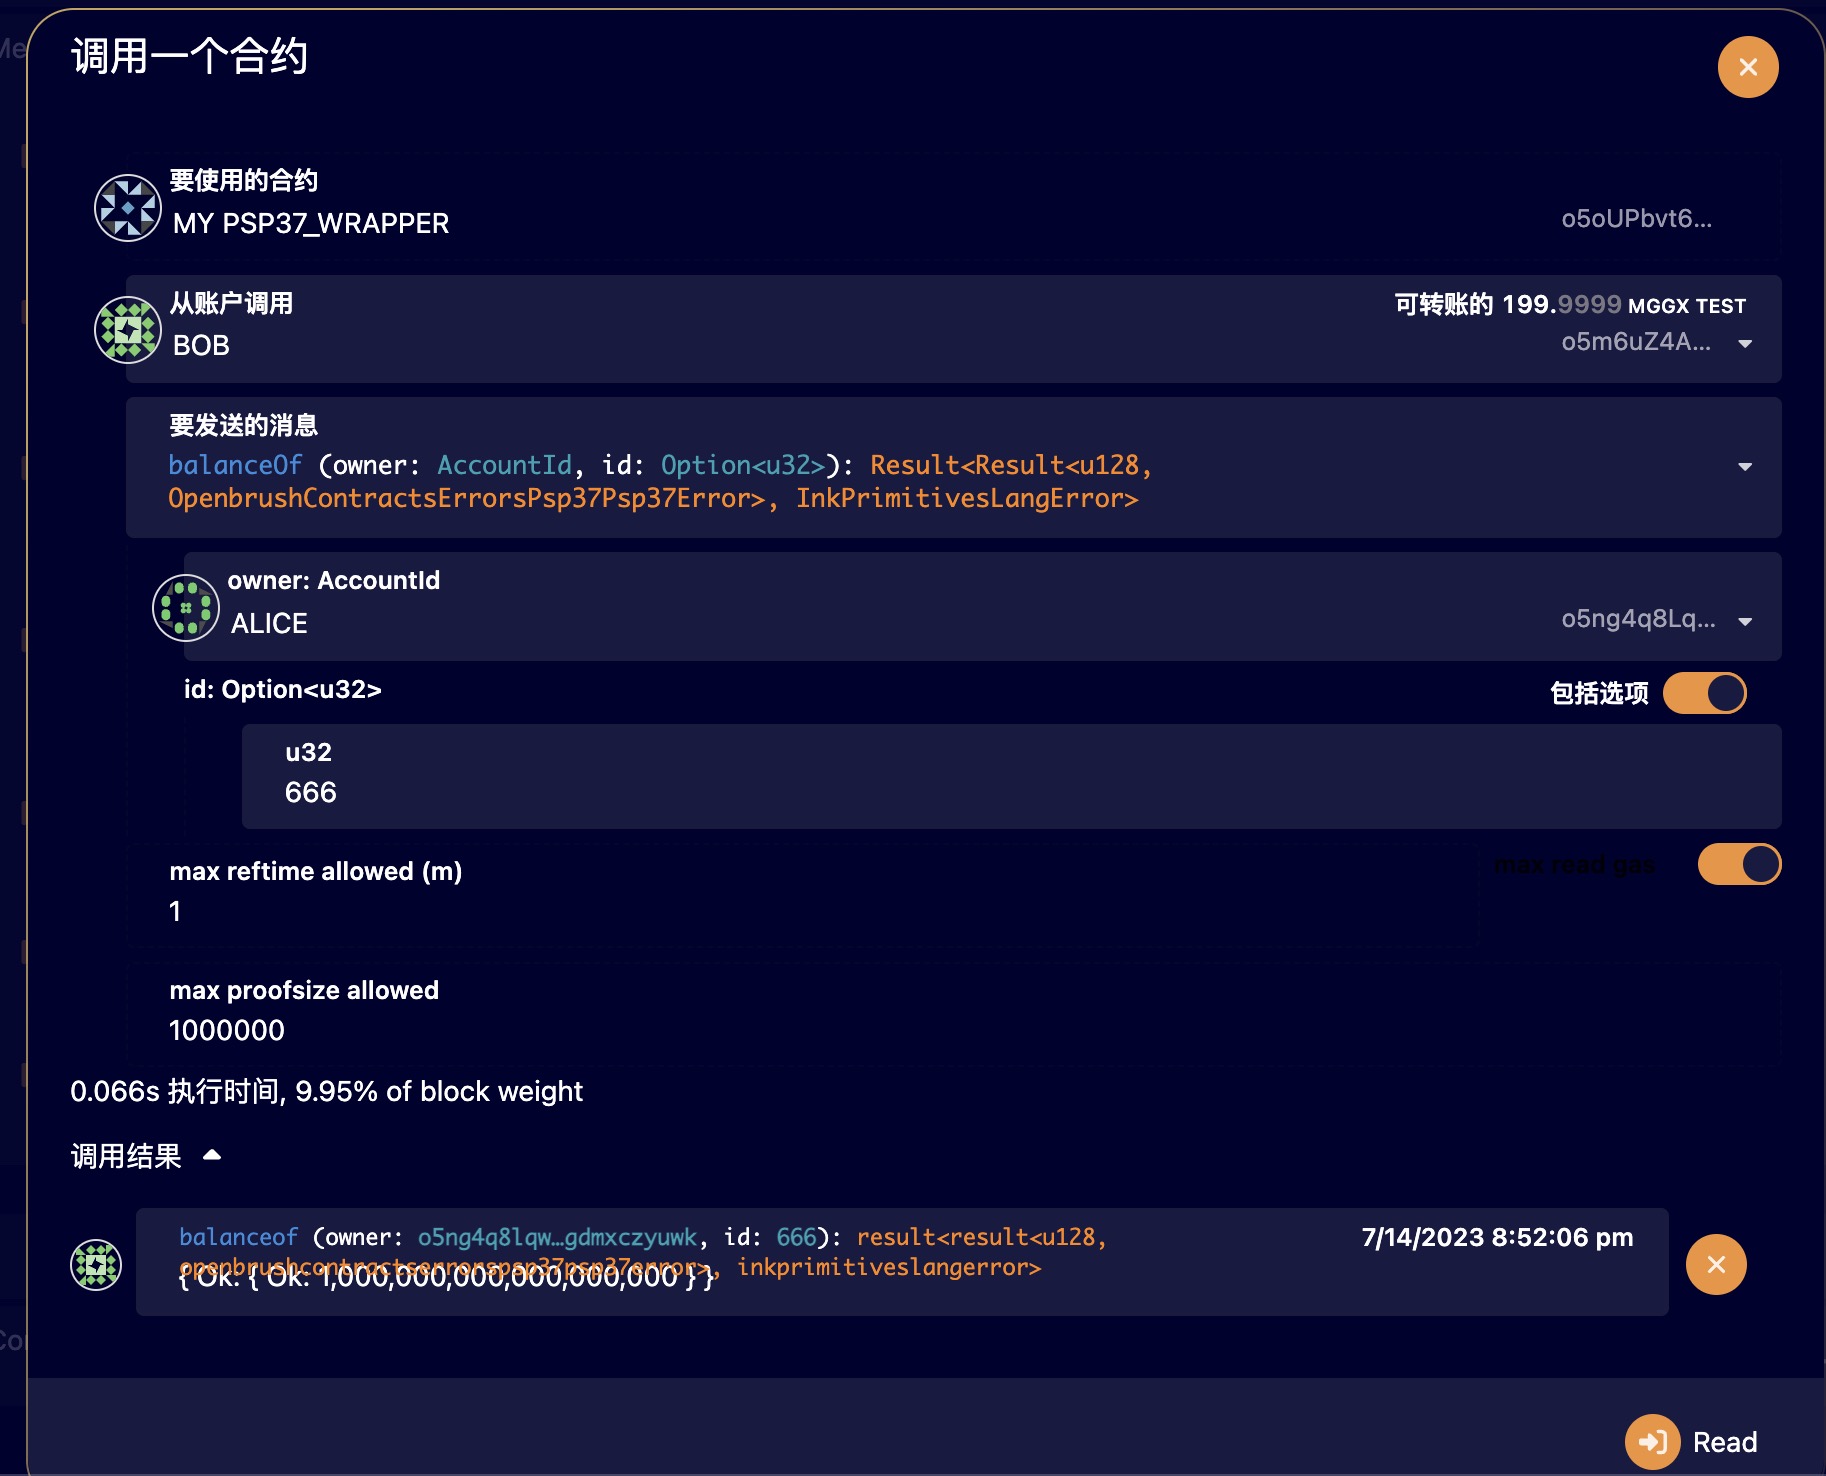 调用一个合约
Me
要使用的合约
MY PSP37_WRAPPER
o5oUPbvt6...
从账户调用
可转账的 199.9999 MGGX TEST
BOB
o5m6uZ4A...
要发送的消息
balanceOf (owner: AccountId, id: Option<u32>): Result<Result<u128,
OpenbrushContractsErrorsPsp37Psp37Error>, InkPrimitivesLangError>
owner: AccountId
ALICE
o5ng4q8Lq...
id: Option<u32>
包括选项
u32
666
max reftime allowed (m)
max read gas
1
max proofsize allowed
1000000
0.066s 执行时间, 9.95% of block weight
调用结果
balanceof (owner: o5ng4q8lqw…gdmxczyuwk, id: 666): result<result<u128,
7/14/2023 8:52:06 pm
openbrushcontractserrorspsp37psp37error>, inkprimitiveslangerror>
{ Ok: { Ok: 1,000,000,000,000,000,000 } }
Con
Read